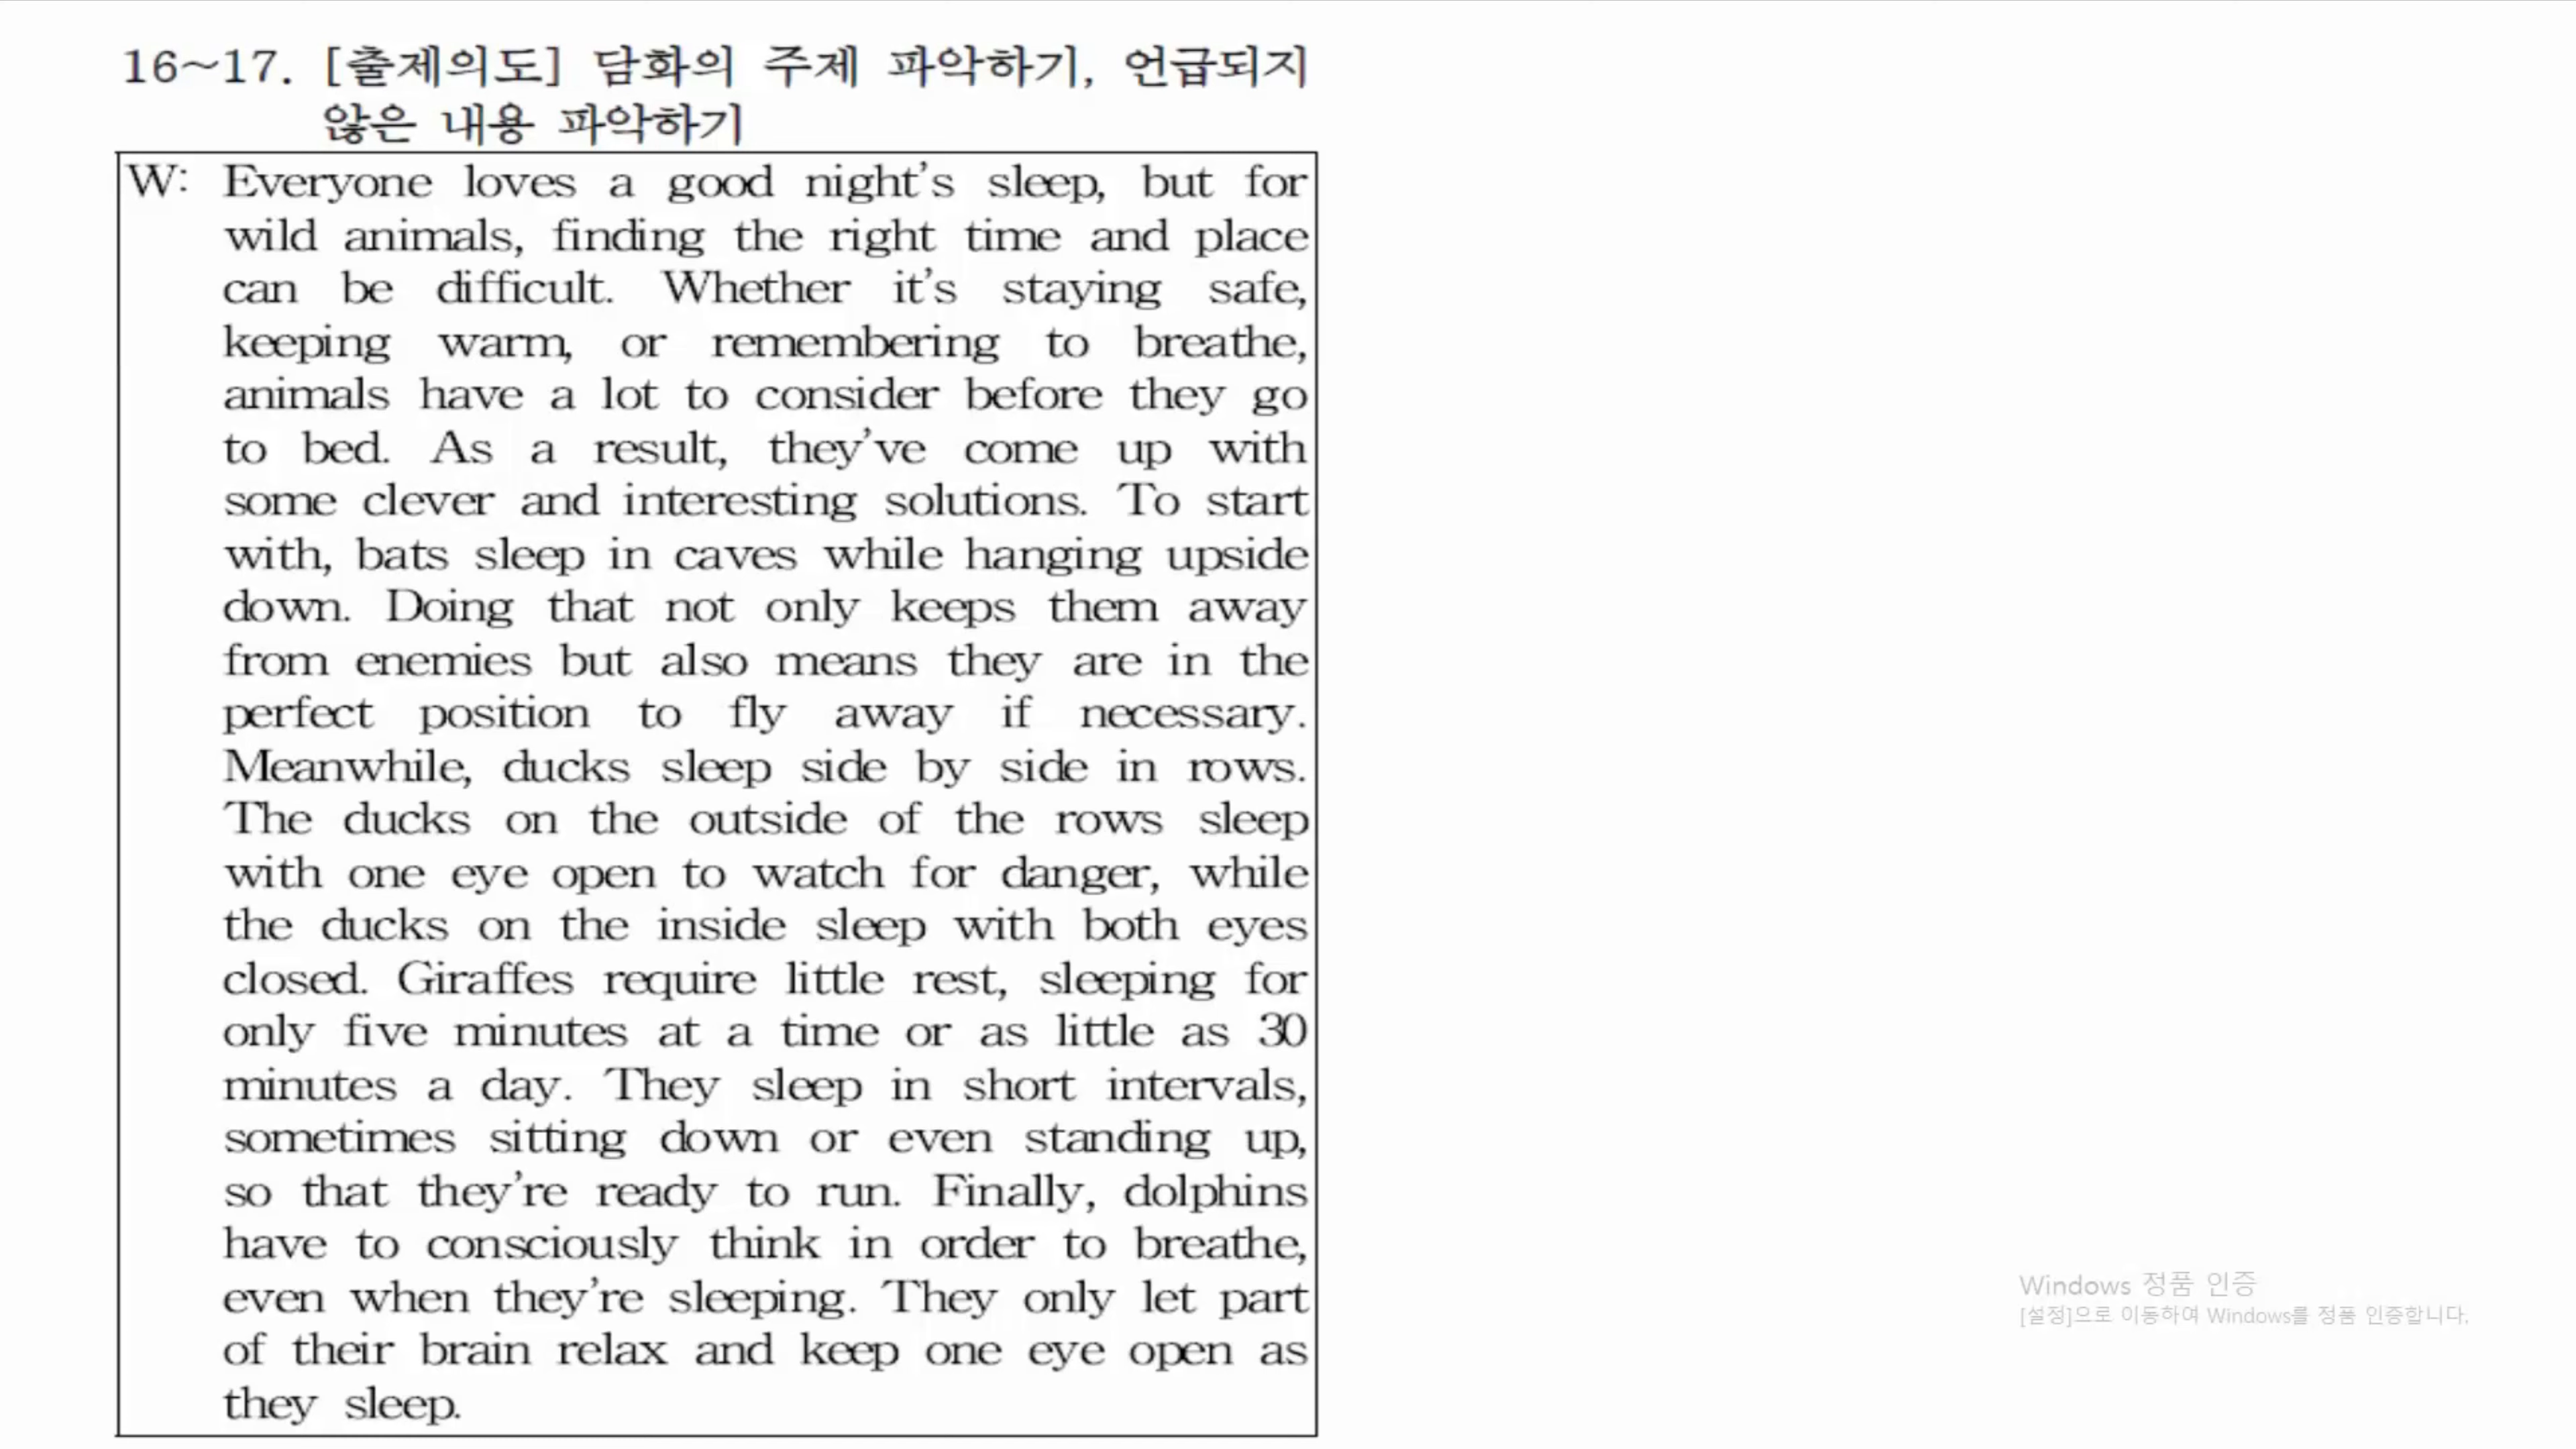 16~17. [출제의도] 담화의 주제 파악하기, 언급되지
않은 내용 파악하기
W: Everyone loves a good night's sleep, but for
wild animals, finding the right time and place
can be difficult. Whether it's staying safe,
keeping warm, or remembering to breathe,
animals have a lot to consider before they go
to bed. As a result, they've come up with
some clever and interesting solutions. To start
with, bats sleep in caves while hanging upside
down. Doing that not only keeps them away
from enemies but also means they are in the
perfect position to fly away if necessary.
Meanwhile, ducks sleep side by side in rows.
The ducks on the outside of the rows sleep
with one eye open to watch for danger, while
the ducks on the inside sleep with both eyes
closed. Giraffes require little rest, sleeping for
only five minutes at a time or as little as 30
minutes a day. They sleep in short intervals,
sometimes sitting down or even standing up,
so that they're ready to run. Finally, dolphins
have to consciously think in order to breathe,
even when they're sleeping. They only let part
of their brain relax and keep one eye open as
they sleep.
Windows 정품 인증
[설정]으로 이동하여 Windows를 정품 인증합니다.